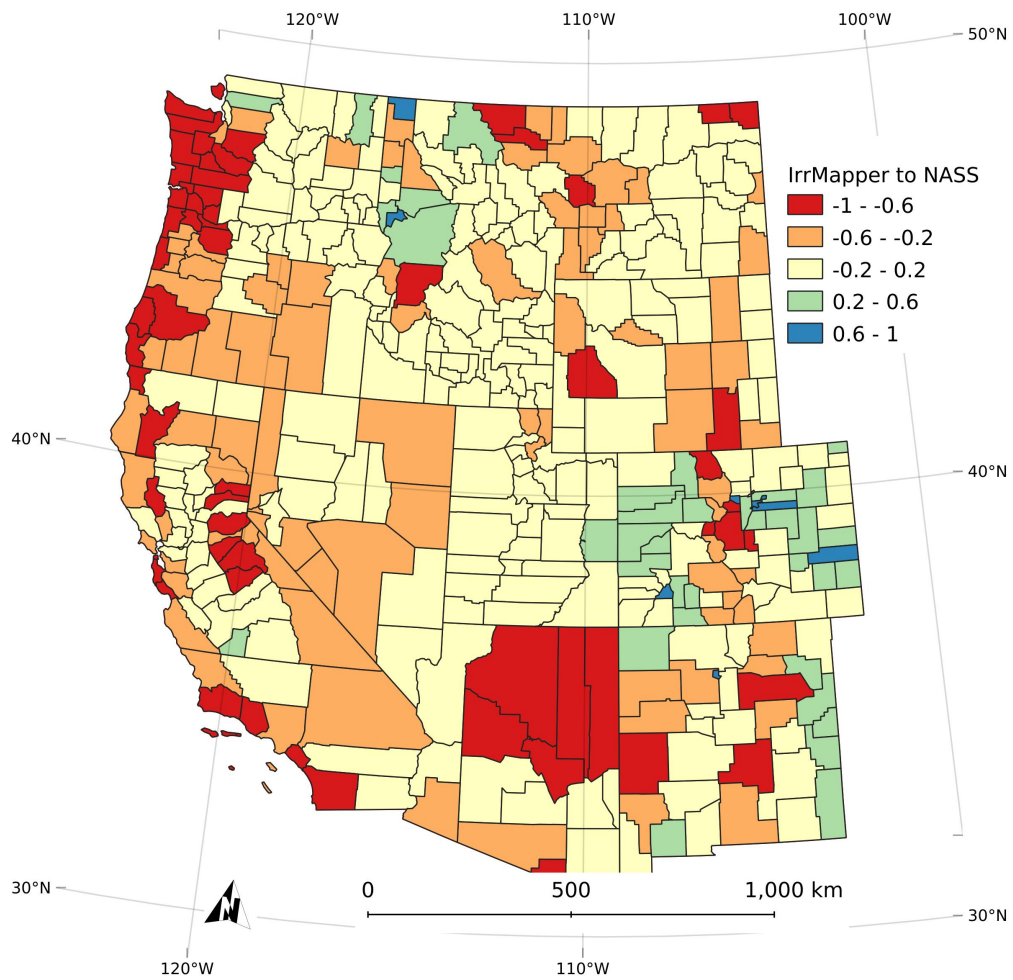 120°W 110°W 100°W
50°N
IrrMapper to NASS
-1 - -0.6
-0.6 - -0.2
-0.2 - 0.2
0.2 - 0.6
0.6 - 1
40°N 40°N
30°N 30°N
N
0 500 1,000 km
120°W 110°W